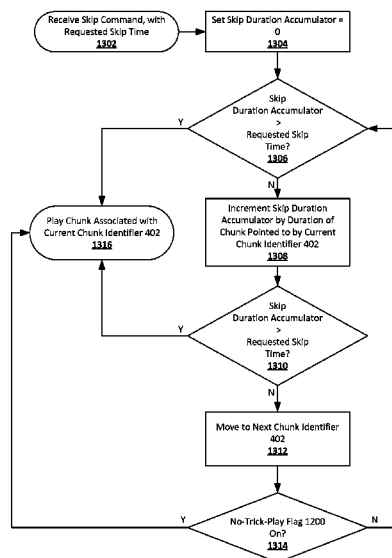 Receive Skip Command, with
Requested Skip Time
1302
Set Skip Duration Accumulator =
0
1304
Skip
Duration Accumulator
>
Requested Skip
Time?
1306
Y
N
Play Chunk Associated with
Current Chunk Identifier 402
1316
Increment Skip Duration
Accumulator by Duration of
Chunk Pointed to by Current
Chunk Identifier 402
1308
Skip
Duration Accumulator
>
Requested Skip
Time?
1310
Y
N
Move to Next Chunk Identifier
402
1312
No-Trick-Play Flag 1200
On?
1314
Y
N